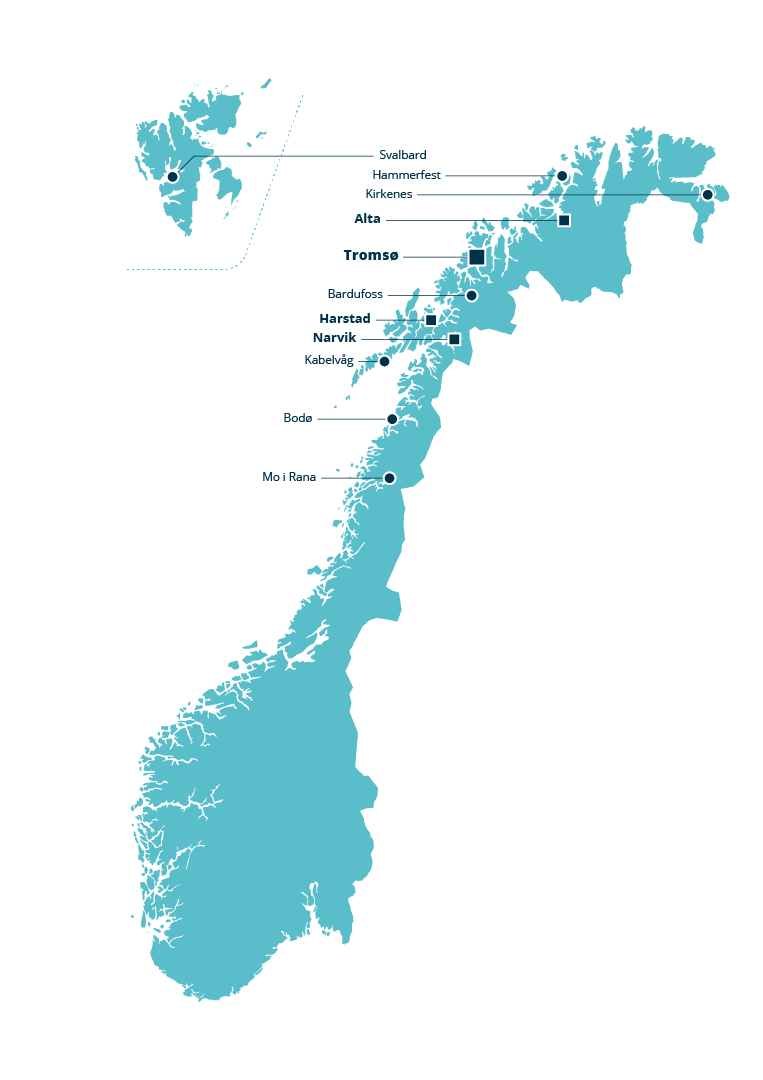 Svalbard
Hammerfest
Kirkenes
Alta
Tromsø
Bardufoss
Harstad
Narvik
Kabelvåg
Bodø
Mo i Rana